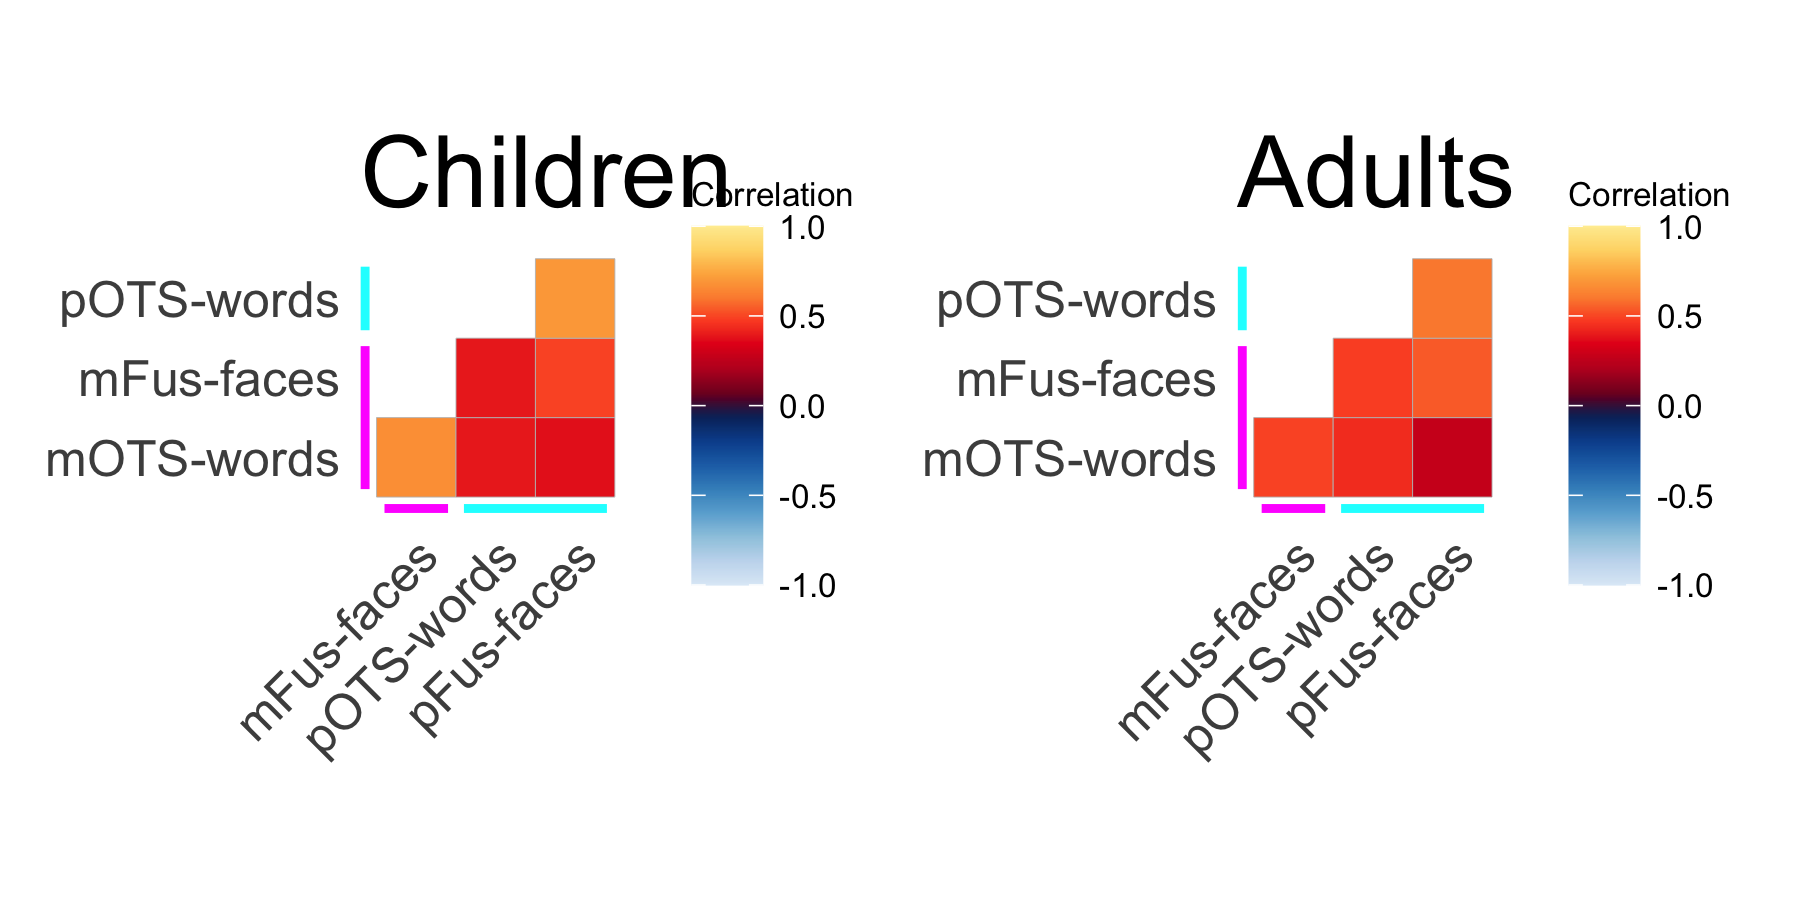 Children
Correlation
1.0
0.5
0.0
-0.5
-1.0
pOTS-words
mFus-faces
mOTS-words
mFus-faces
pOTS-words
pFus-faces
Adults
Correlation
1.0
0.5
0.0
-0.5
-1.0
pOTS-words
mFus-faces
mOTS-words
mFus-faces
pOTS-words
pFus-faces